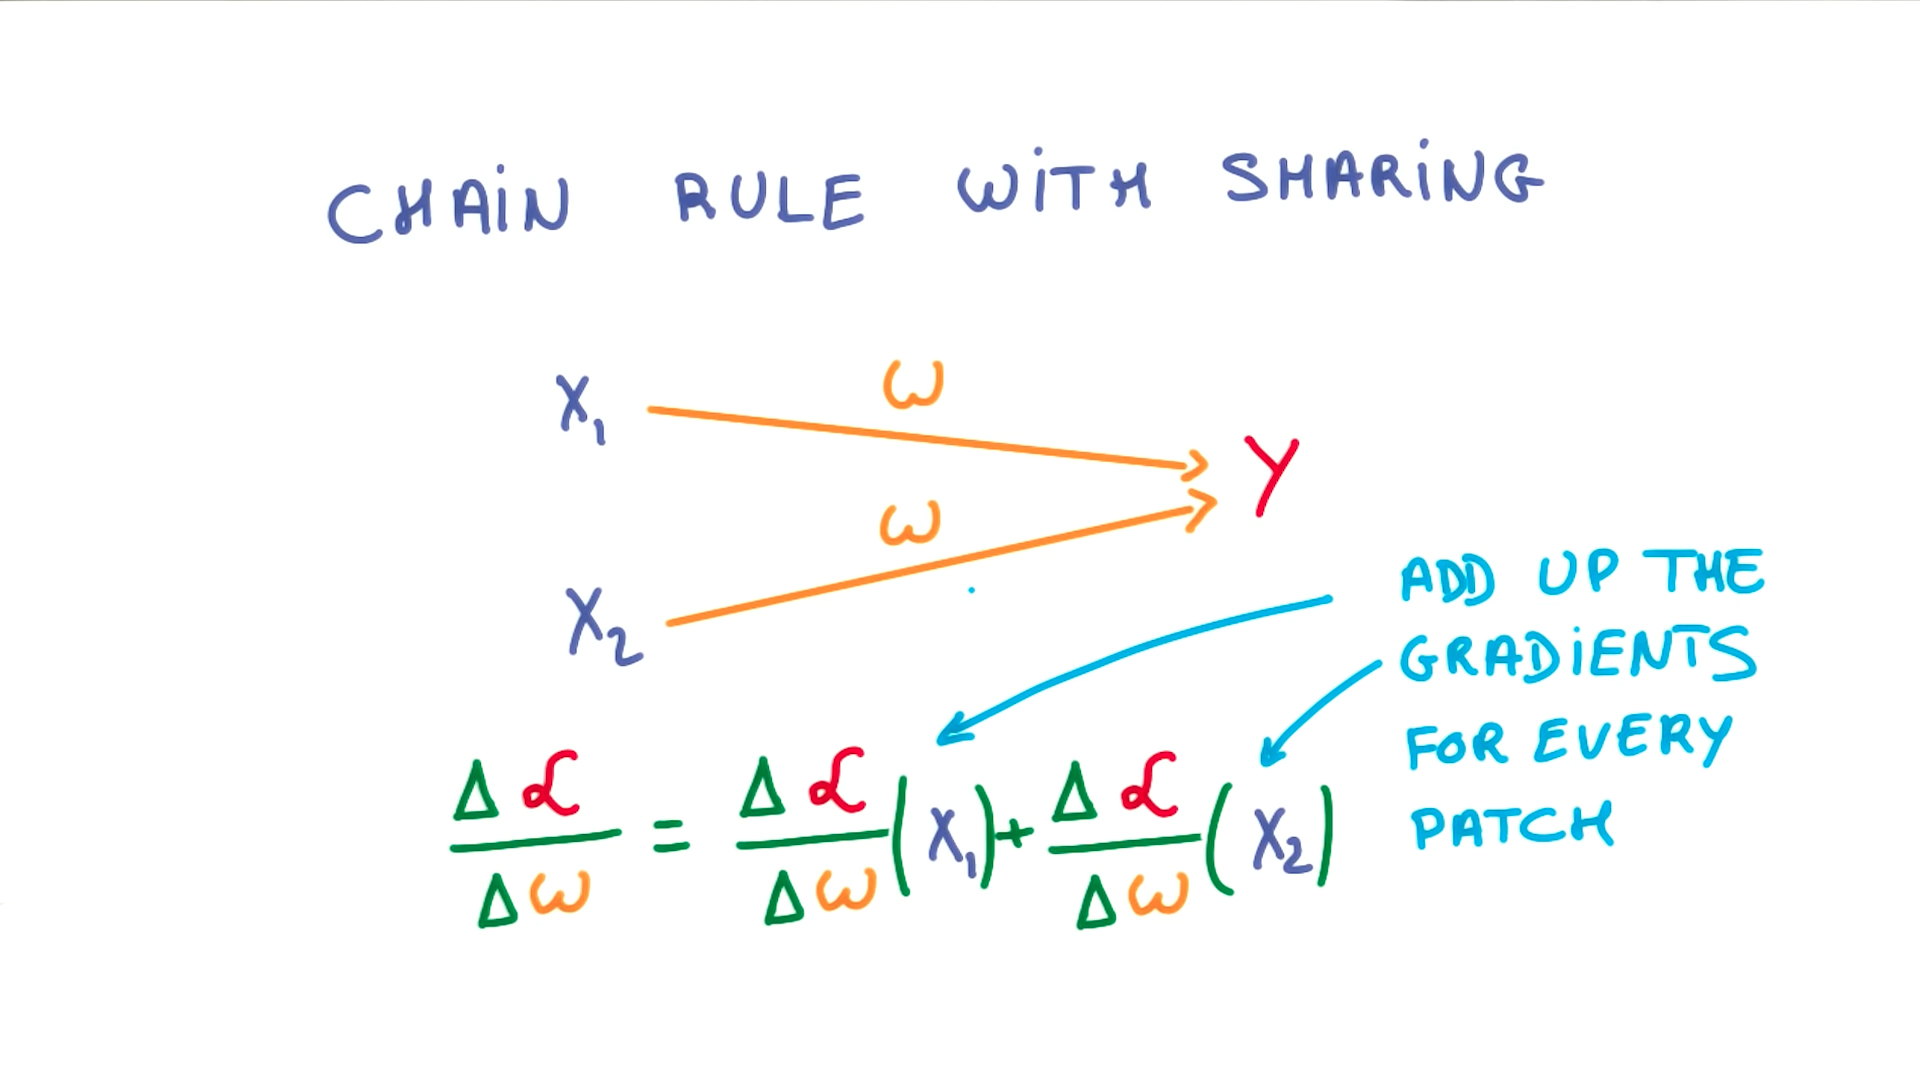 CHAIN RULE WITH SHARING
X₁ ω
Y
ω
X₂
ADD UP THE
GRADIENTS
FOR EVERY
PATCH
Δℒ/Δω = Δℒ/Δω (X₁) + Δℒ/Δω (X₂)